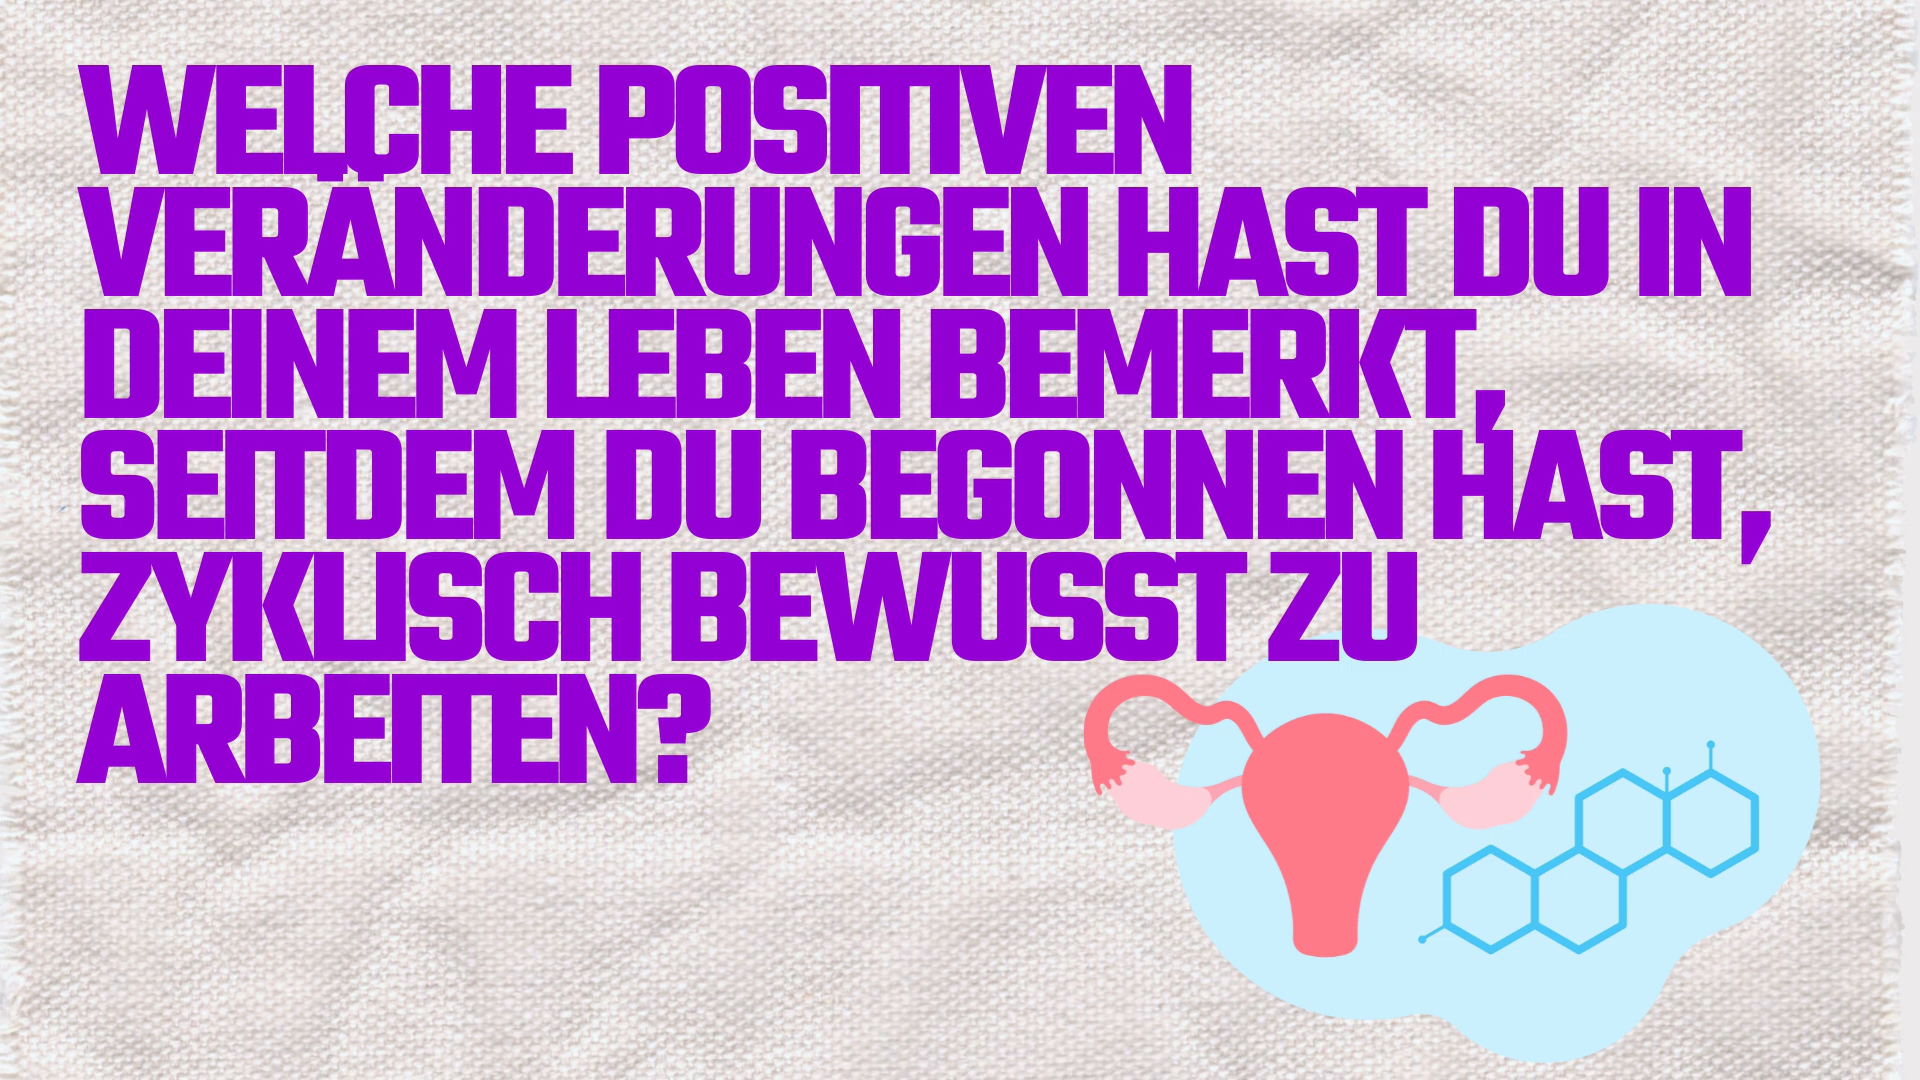 WELCHE POSITIVEN
VERÄNDERUNGEN HAST DU IN
DEINEM LEBEN BEMERKT,
SEITDEM DU BEGONNEN HAST,
ZYKLISCH BEWUSST ZU
ARBEITEN?